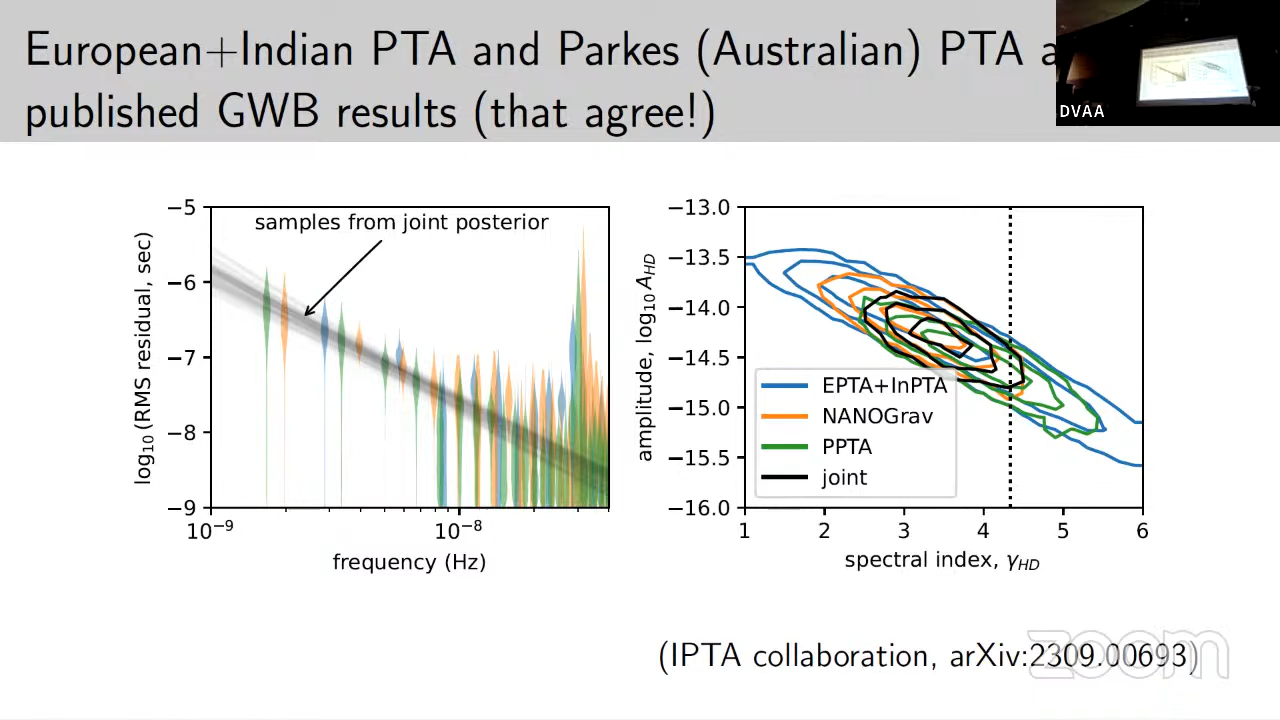 European+Indian PTA and Parkes (Australian) PTA a
published GWB results (that agree!)
DVAA
samples from joint posterior
log10 (RMS residual, sec)
−5
−6
−7
−8
−9
10⁻⁹
10⁻⁸
frequency (Hz)
amplitude, log10 A_HD
−13.0
−13.5
−14.0
−14.5
−15.0
−15.5
−16.0
EPTA+InPTA
NANOGrav
PPTA
joint
1 2 3 4 5 6
spectral index, γ_HD
(IPTA collaboration, arXiv:2309.00693)
zoom